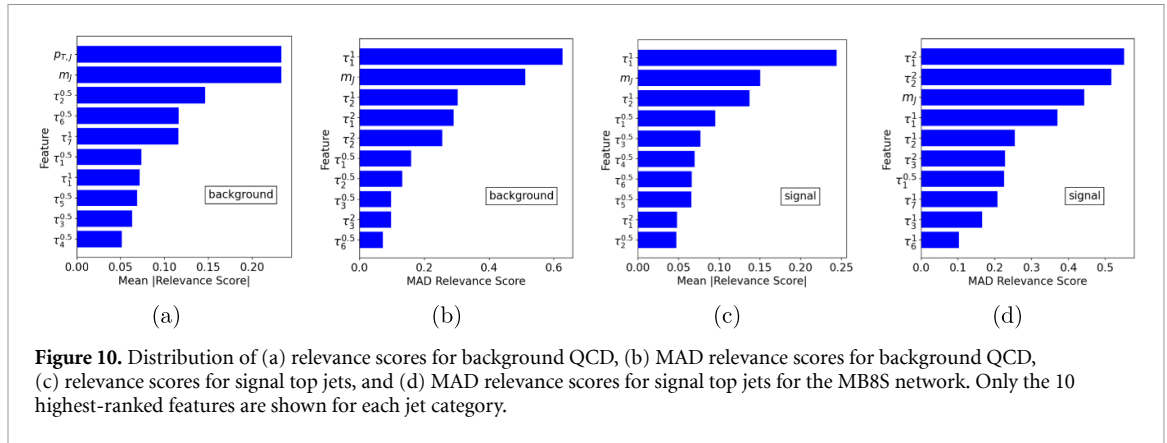 Feature
p_{T,J}
m_J
τ_2^{0.5}
τ_6^{0.5}
τ_7^1
τ_1^{0.5}
τ_1^1
τ_5^{0.5}
τ_3^{0.5}
τ_4^{0.5}
background
0.00 0.05 0.10 0.15 0.20
Mean |Relevance Score|
(a)
Feature
τ_1^1
m_J
τ_2^1
τ_1^2
τ_2^2
τ_1^{0.5}
τ_2^{0.5}
τ_3^{0.5}
τ_3^2
τ_6^{0.5}
background
0.0 0.2 0.4 0.6
MAD Relevance Score
(b)
Feature
τ_1^1
m_J
τ_2^1
τ_1^{0.5}
τ_3^{0.5}
τ_4^{0.5}
τ_6^{0.5}
τ_5^{0.5}
τ_1^2
τ_2^{0.5}
signal
0.00 0.05 0.10 0.15 0.20 0.25
Mean |Relevance Score|
(c)
Feature
τ_1^2
τ_2^2
m_J
τ_1^1
τ_2^1
τ_3^2
τ_1^{0.5}
τ_7^1
τ_3^1
τ_6^1
signal
0.0 0.1 0.2 0.3 0.4 0.5
MAD Relevance Score
(d)
Figure 10. Distribution of (a) relevance scores for background QCD, (b) MAD relevance scores for background QCD,
(c) relevance scores for signal top jets, and (d) MAD relevance scores for signal top jets for the MB8S network. Only the 10
highest-ranked features are shown for each jet category.